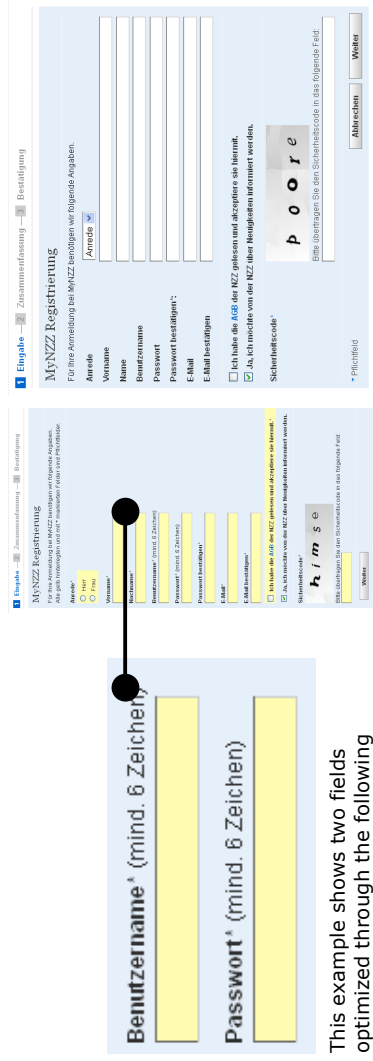 1 Eingabe — 2 Zusammenfassung — 3 Bestätigung
MyNZZ Registrierung
Für Ihre Anmeldung bei MyNZZ benötigen wir folgende Angaben.
Anrede
Anrede
Vorname
Name
Benutzername
Passwort
Passwort bestätigen*:
E-Mail
E-Mail bestätigen
Ich habe die AGB der NZZ gelesen und akzeptiere sie hiermit.
Ja, ich möchte von der NZZ über Neuigkeiten informiert werden.
Sicherheitscode*
p o o r e
Bitte übertragen Sie den Sicherheitscode in das folgende Feld:
* Pflichtfeld
Abbrechen
Weiter
1 Eingabe — 2 Zusammenfassung — 3 Bestätigung
MyNZZ Registrierung
Für Ihre Anmeldung bei MyNZZ benötigen wir folgende Angaben.
Alle gelb hinterlegten und mit * markierten Felder sind Pflichtfelder.
Anrede*
Herr
Frau
Vorname*
Nachname*
Benutzername* (mind. 6 Zeichen)
Passwort* (mind. 6 Zeichen)
Passwort bestätigen*
E-Mail*
E-Mail bestätigen*
Ich habe die AGB der NZZ gelesen und akzeptiere sie hiermit.*
Ja, ich möchte von der NZZ über Neuigkeiten informiert werden.
Sicherheitscode*
h i m s e
Bitte übertragen Sie den Sicherheitscode in das folgende Feld:
Weiter
Benutzername* (mind. 6 Zeichen)
Passwort* (mind. 6 Zeichen)
This example shows two fields
optimized through the following